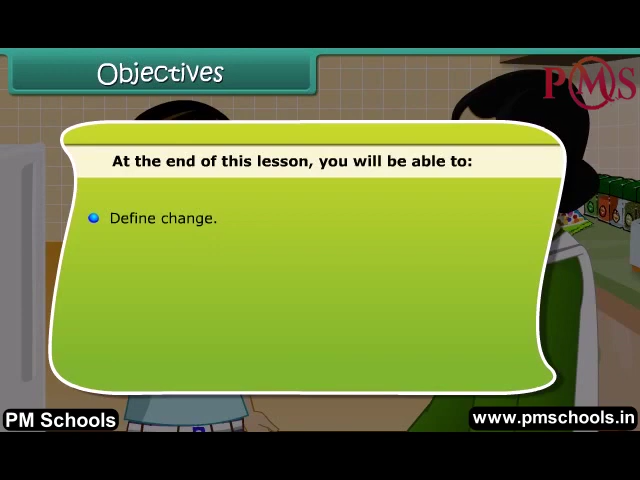 Objectives
PMS
At the end of this lesson, you will be able to:
Define change.
PM Schools
www.pmschools.in